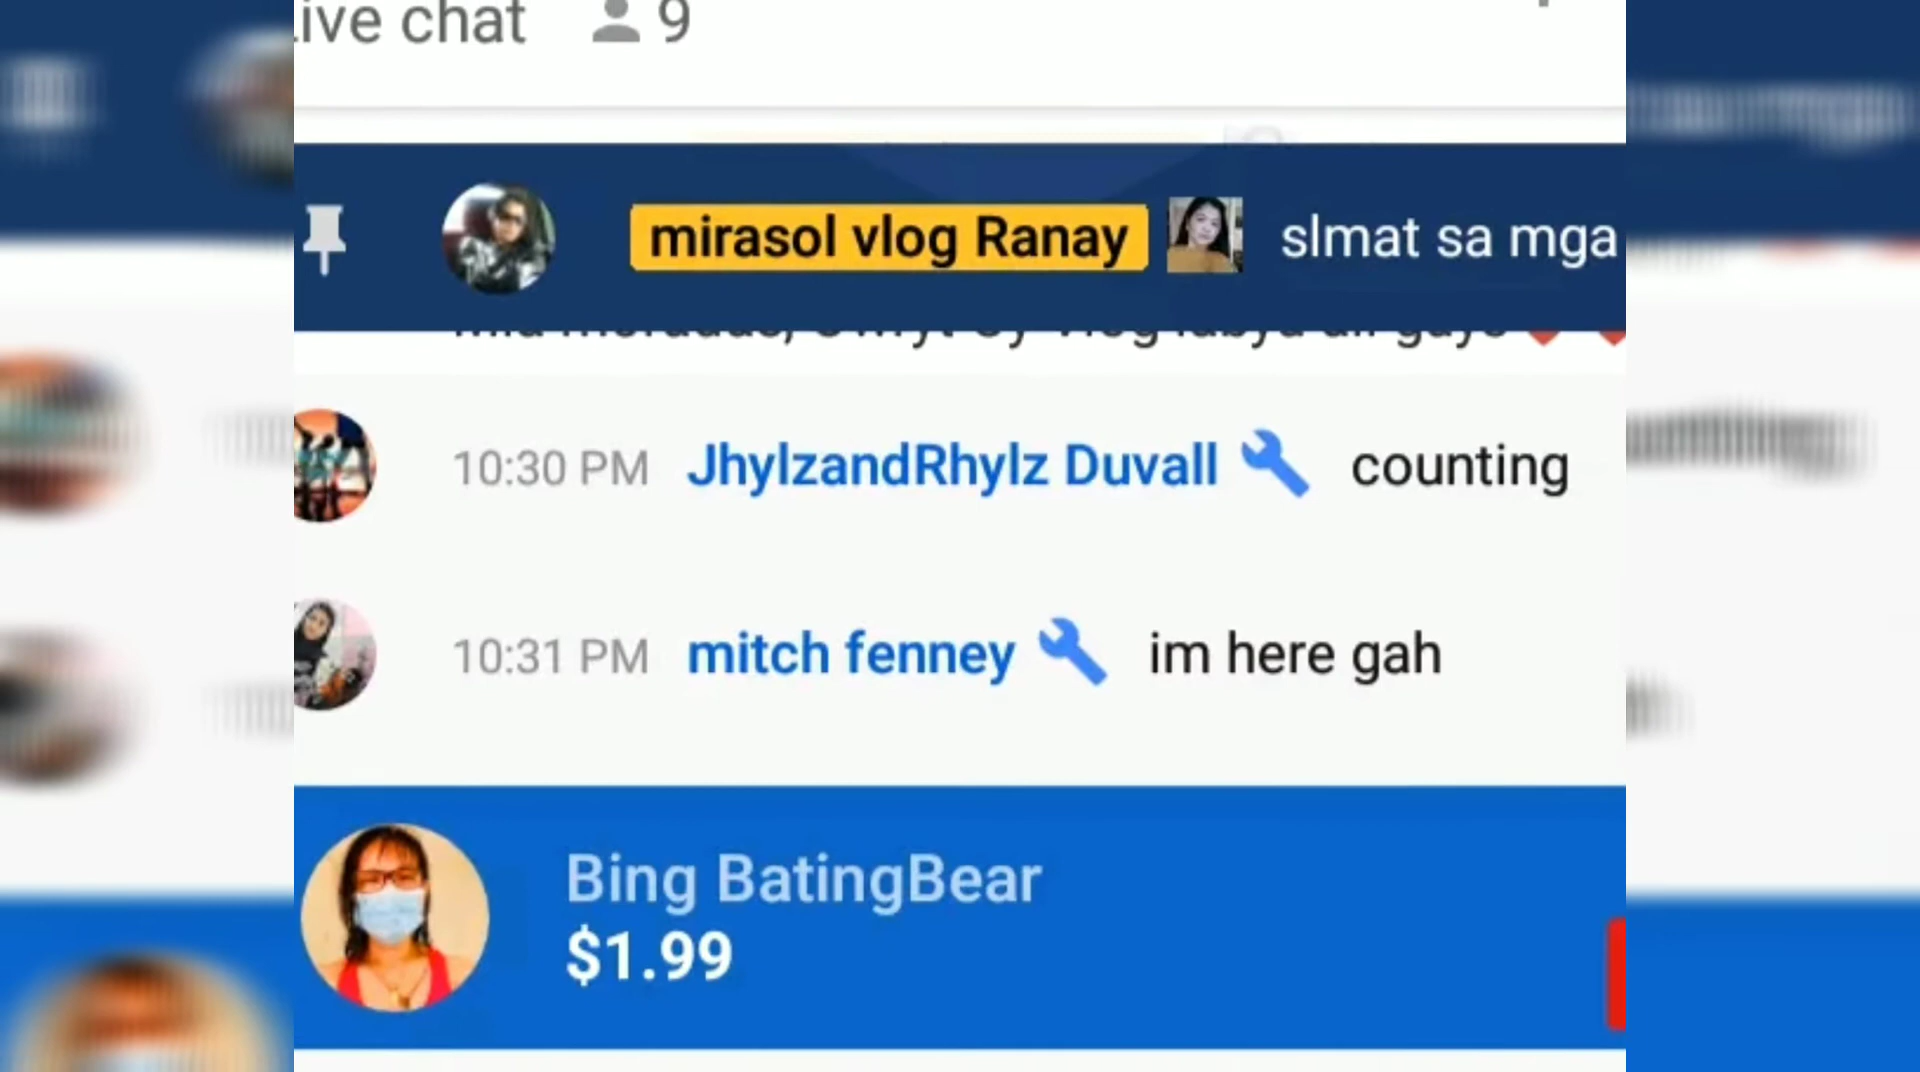 ive chat 9
mirasol vlog Ranay slmat sa mga
10:30 PM JhylzandRhylz Duvall counting
10:31 PM mitch fenney im here gah
Bing BatingBear
$1.99